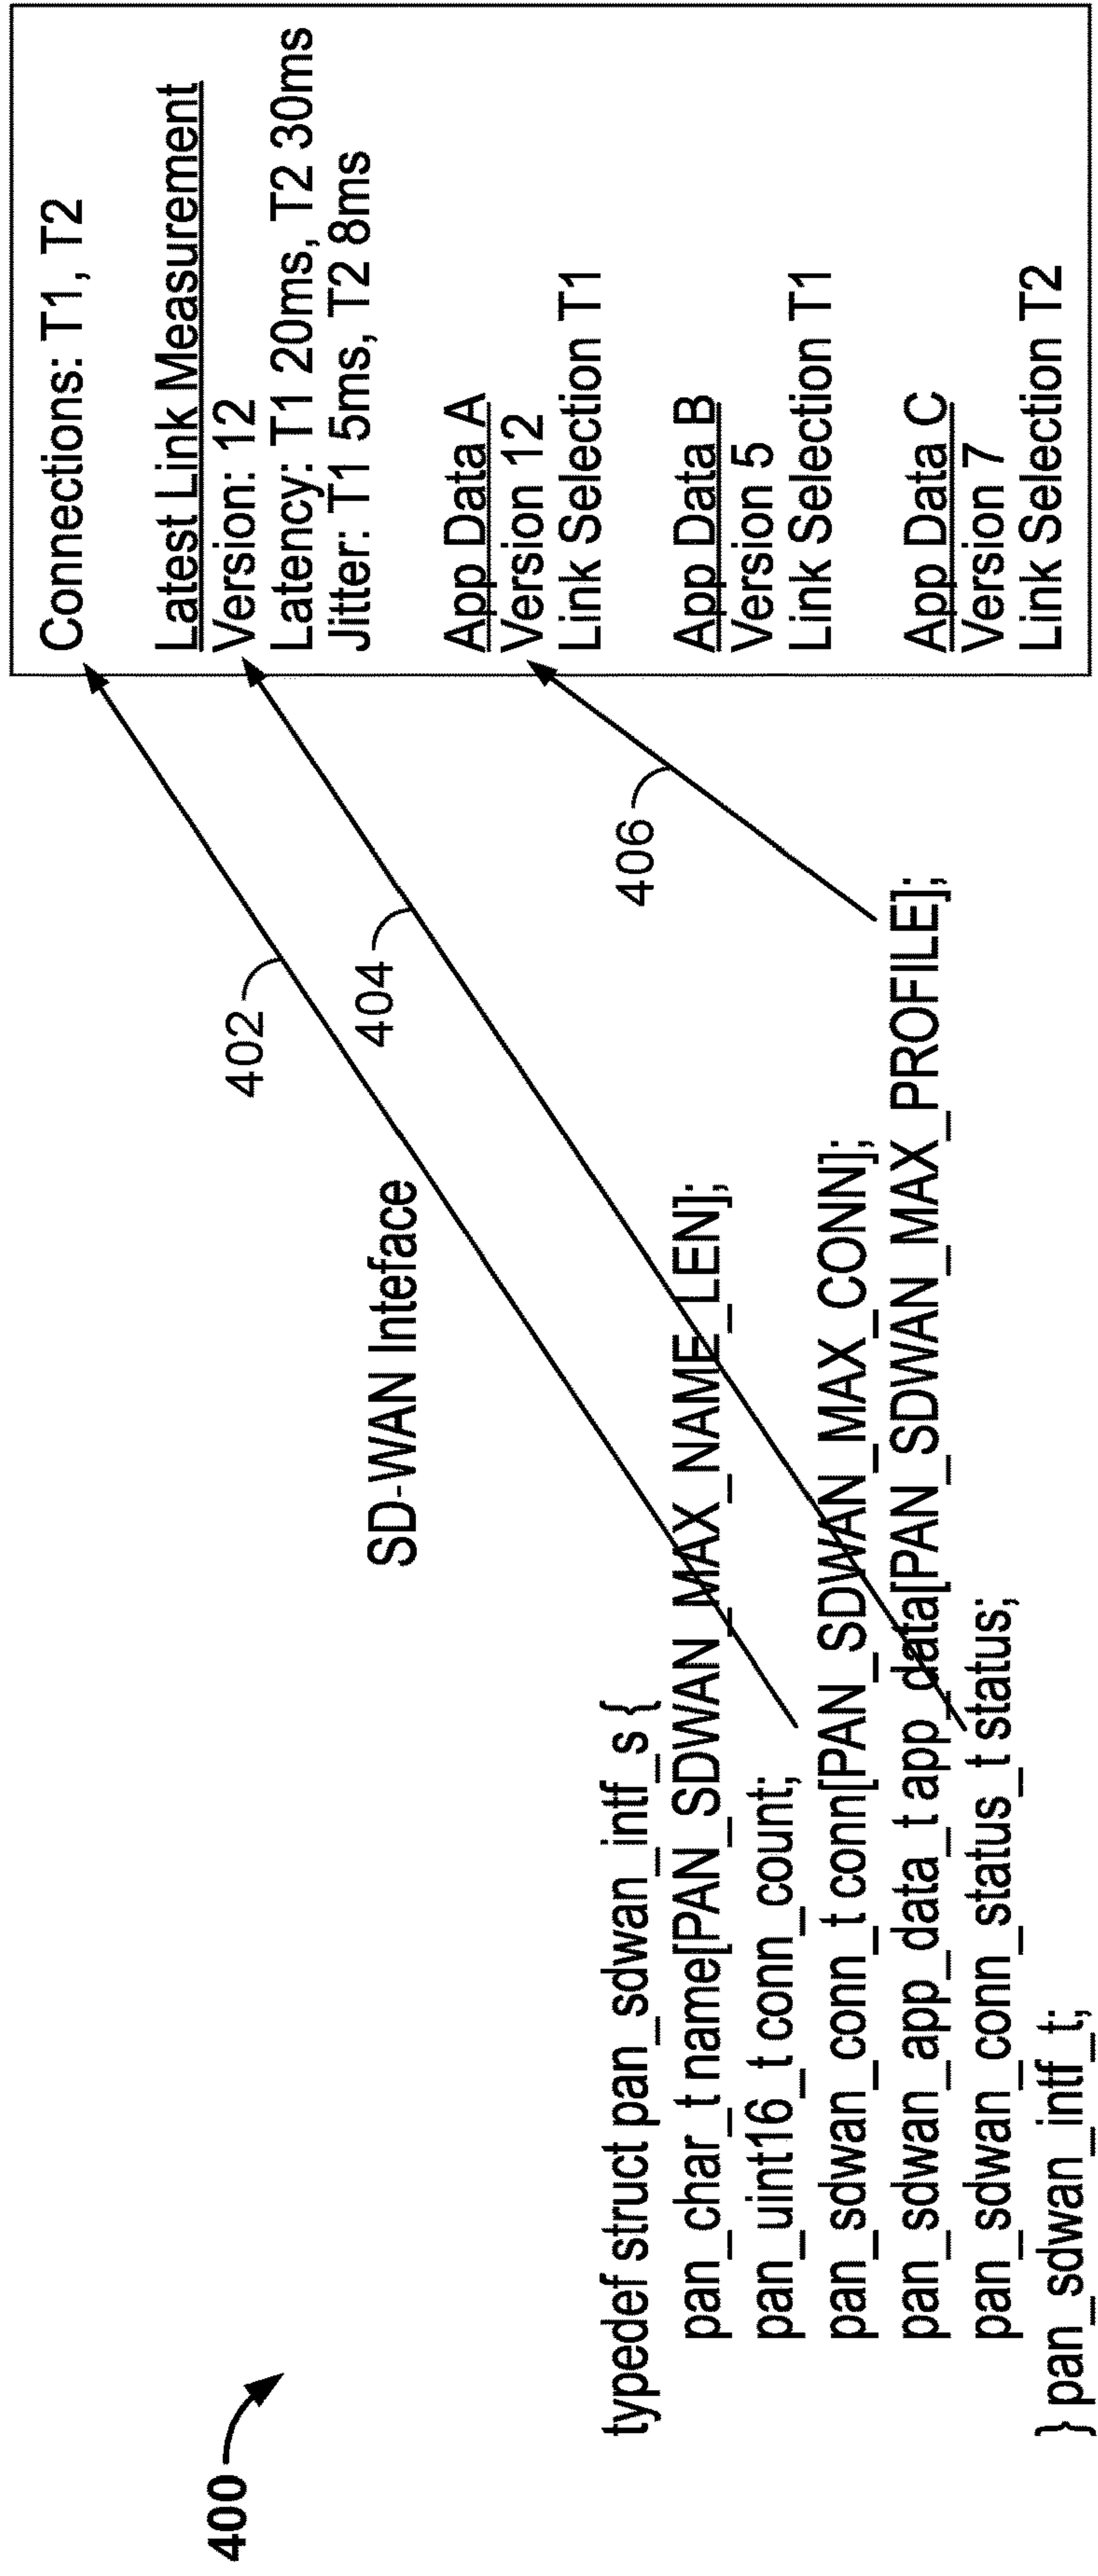 400
SD-WAN Inteface
typedef struct pan_sdwan_intf_s {
pan_char_t name[PAN_SDWAN_MAX_NAME_LEN];
pan_uint16_t conn_count;
pan_sdwan_conn_t conn[PAN_SDWAN_MAX_CONN];
pan_sdwan_app_data_t app_data[PAN_SDWAN_MAX_PROFILE];
pan_sdwan_conn_status_t status;
} pan_sdwan_intf_t;
402
404
406
Connections: T1, T2
Latest Link Measurement
Version: 12
Latency: T1 20ms, T2 30ms
Jitter: T1 5ms, T2 8ms
App Data A
Version 12
Link Selection T1
App Data B
Version 5
Link Selection T1
App Data C
Version 7
Link Selection T2